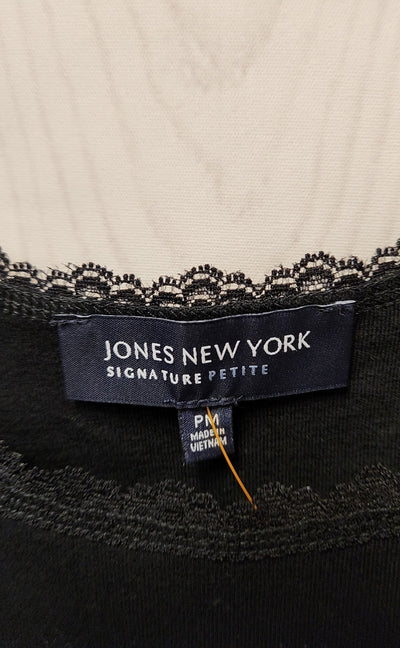 JONES NEW YORK
SIGNATURE PETITE
PM
MADE IN
VIETNAM